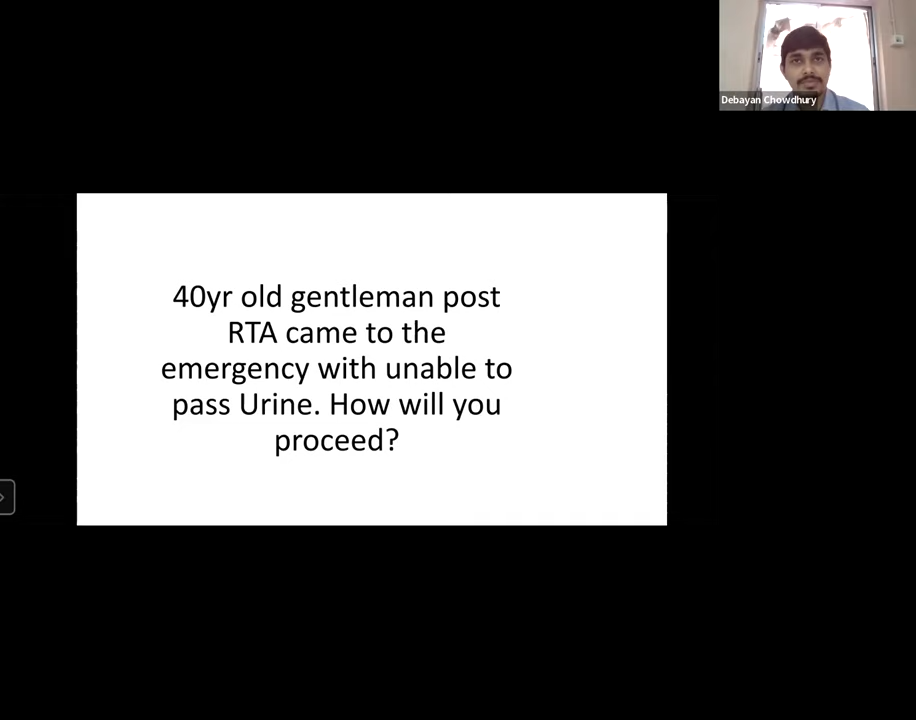 Debayan Chowdhury
40yr old gentleman post
RTA came to the
emergency with unable to
pass Urine. How will you
proceed?